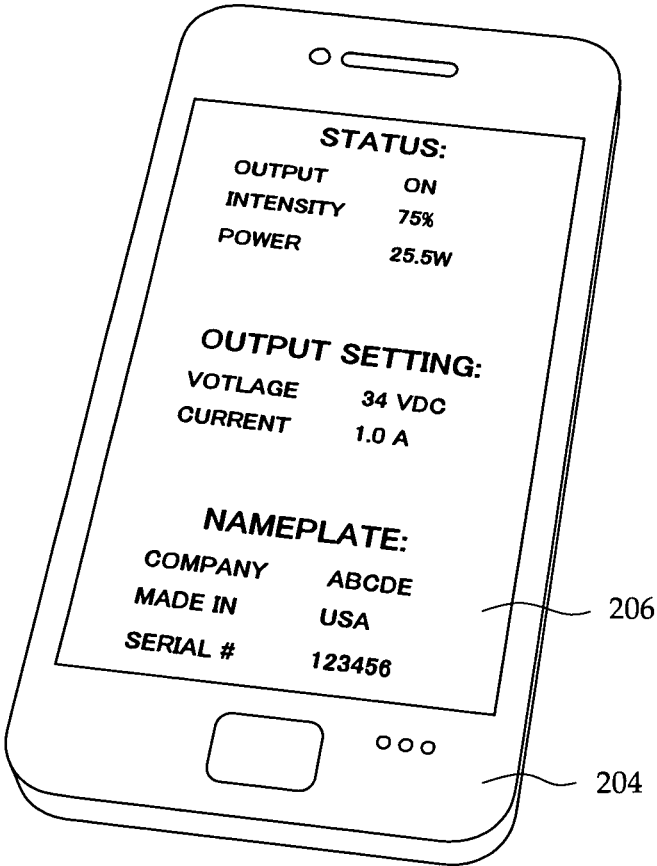 STATUS:
OUTPUT ON
INTENSITY 75%
POWER 25.5W
OUTPUT SETTING:
VOTLAGE 34 VDC
CURRENT 1.0 A
NAMEPLATE:
COMPANY ABCDE
MADE IN USA
SERIAL # 123456
206
204